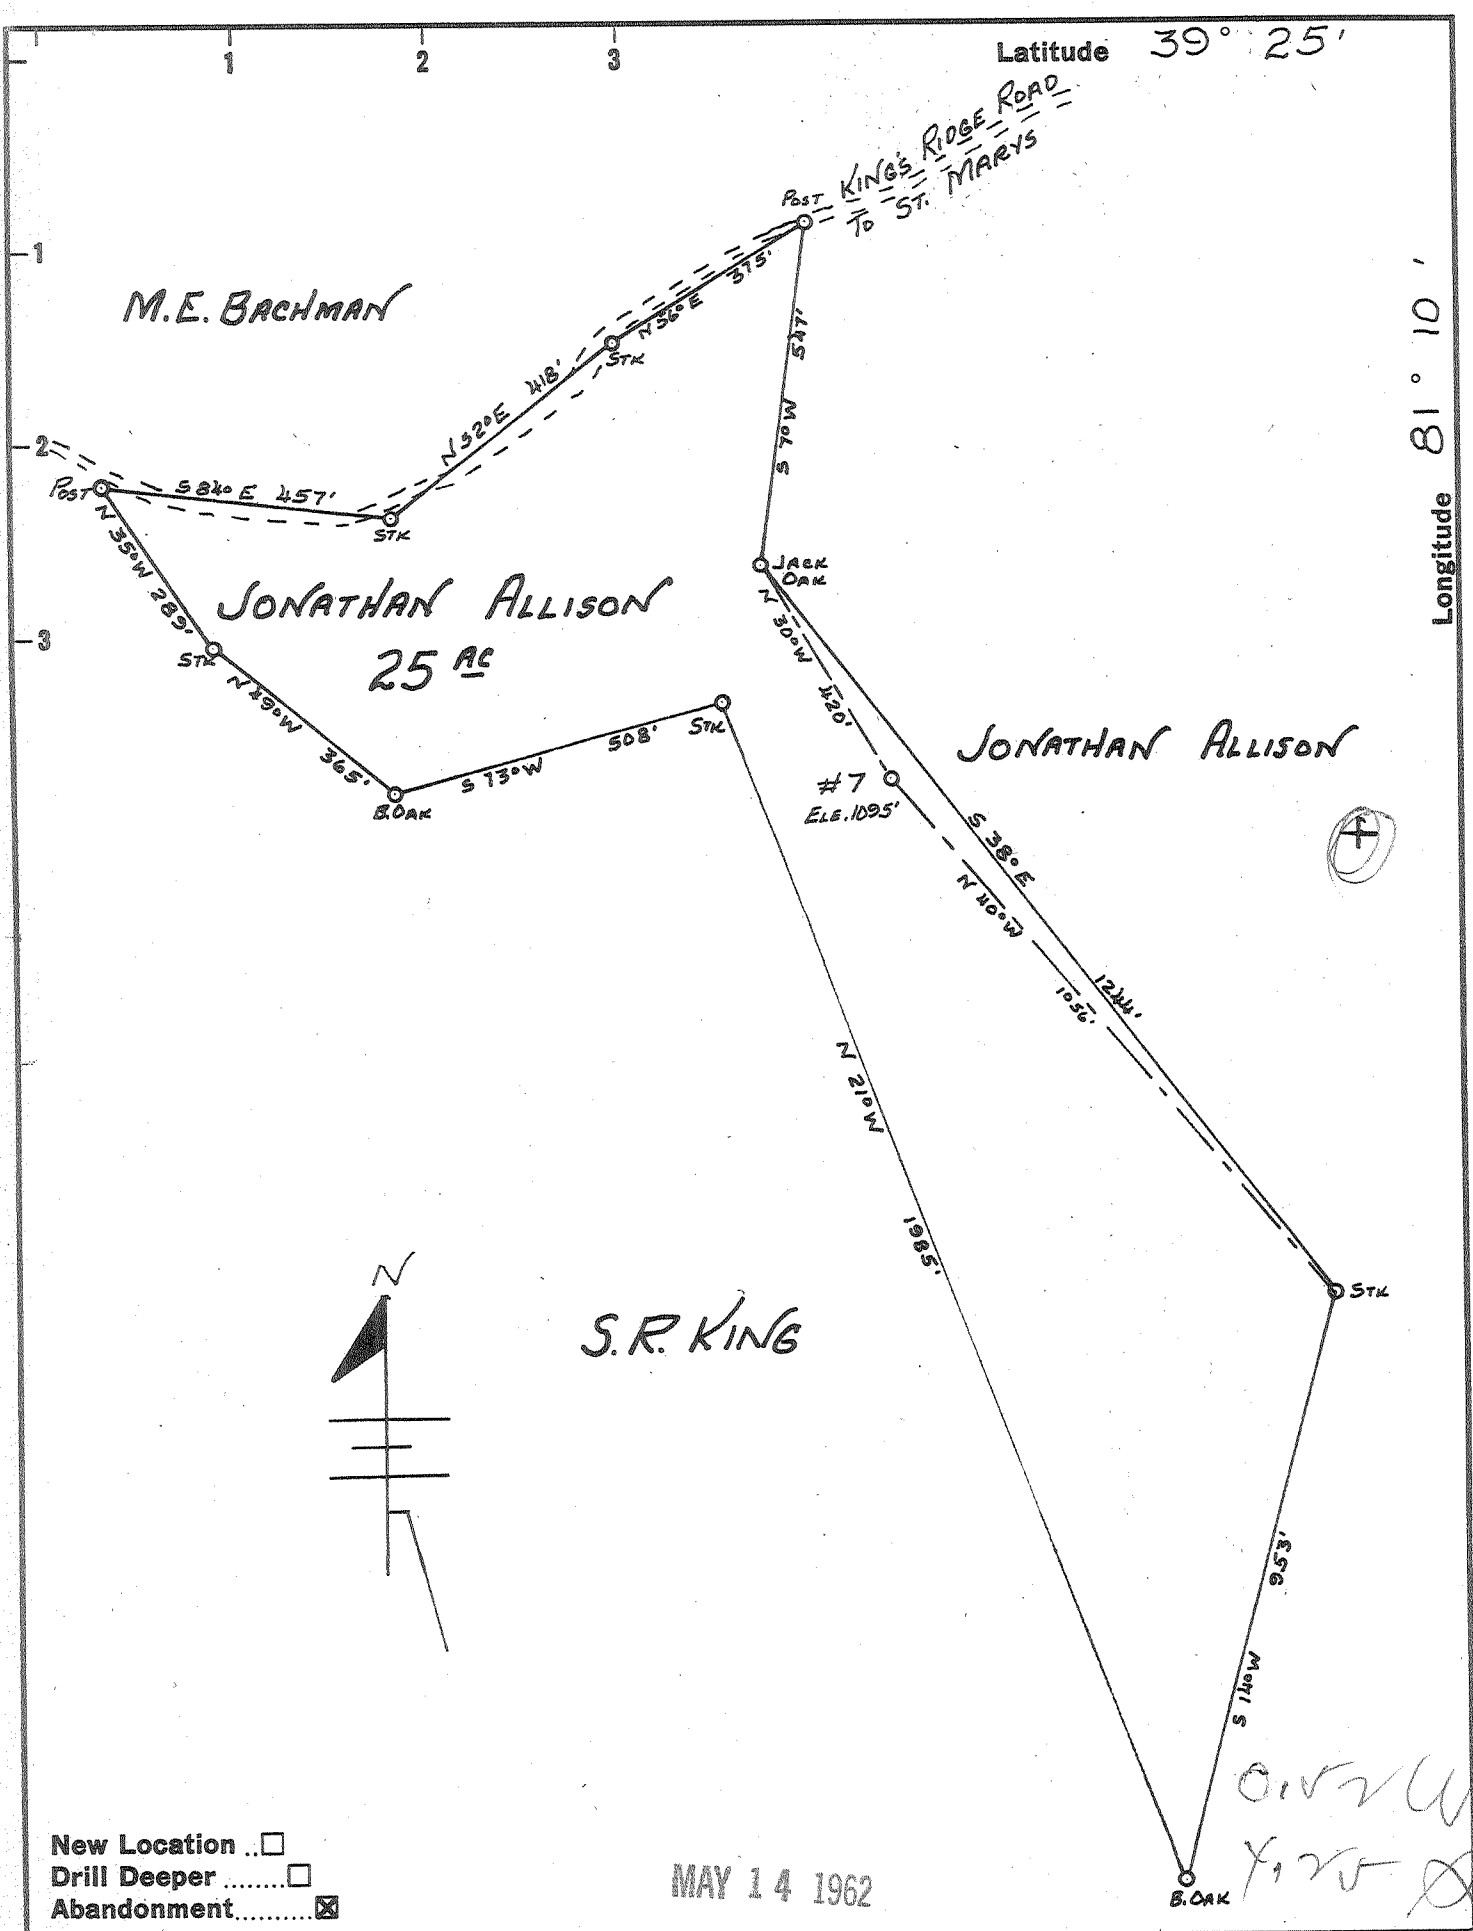 Latitude 39° 25'
1 2 3
1
2
3
Longitude 81° 10'
KING'S RIDGE ROAD
TO ST. MARYS
POST
M.E. BACHMAN
N 56° E 375'
STK
N 52° E 418'
S 7° W 547'
POST
S 84° E 457'
STK
N 35° W 289'
JACK
OAK
JONATHAN ALLISON
25 AC
STK
N 49° W 365'
B. OAK
S 73° W 508'
STK
N 30° W 420'
#7
ELE. 1095'
JONATHAN ALLISON
S 38° E 1244'
N 40° W 1056'
N 21° W 1985'
N
S.R. KING
STK
S 14° W 953'
B. OAK
New Location ..☐
Drill Deeper ........☐
Abandonment..........☒
MAY 14 1962